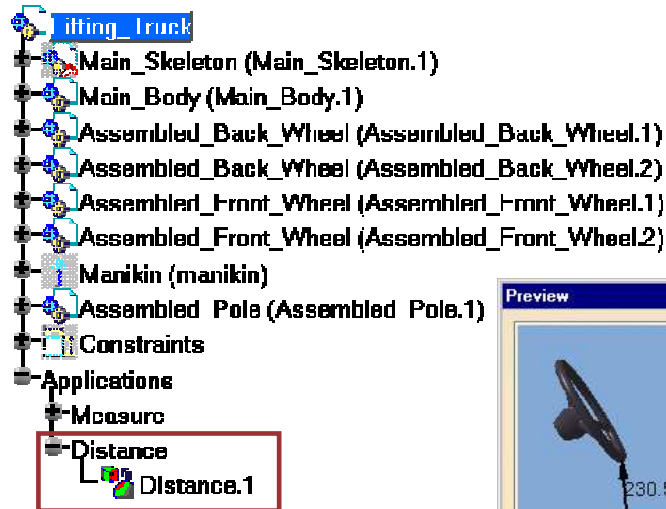 Lifting_Truck
Main_Skeleton (Main_Skeleton.1)
Main_Body (Main_Body.1)
Assembled_Back_Wheel (Assembled_Back_Wheel.1)
Assembled_Back_Wheel (Assembled_Back_Wheel.2)
Assembled_Front_Wheel (Assembled_Front_Wheel.1)
Assembled_Front_Wheel (Assembled_Front_Wheel.2)
Manikin (manikin)
Assembled_Pole (Assembled_Pole.1)
Preview
Constraints
Applications
Measure
Distance
Distance.1